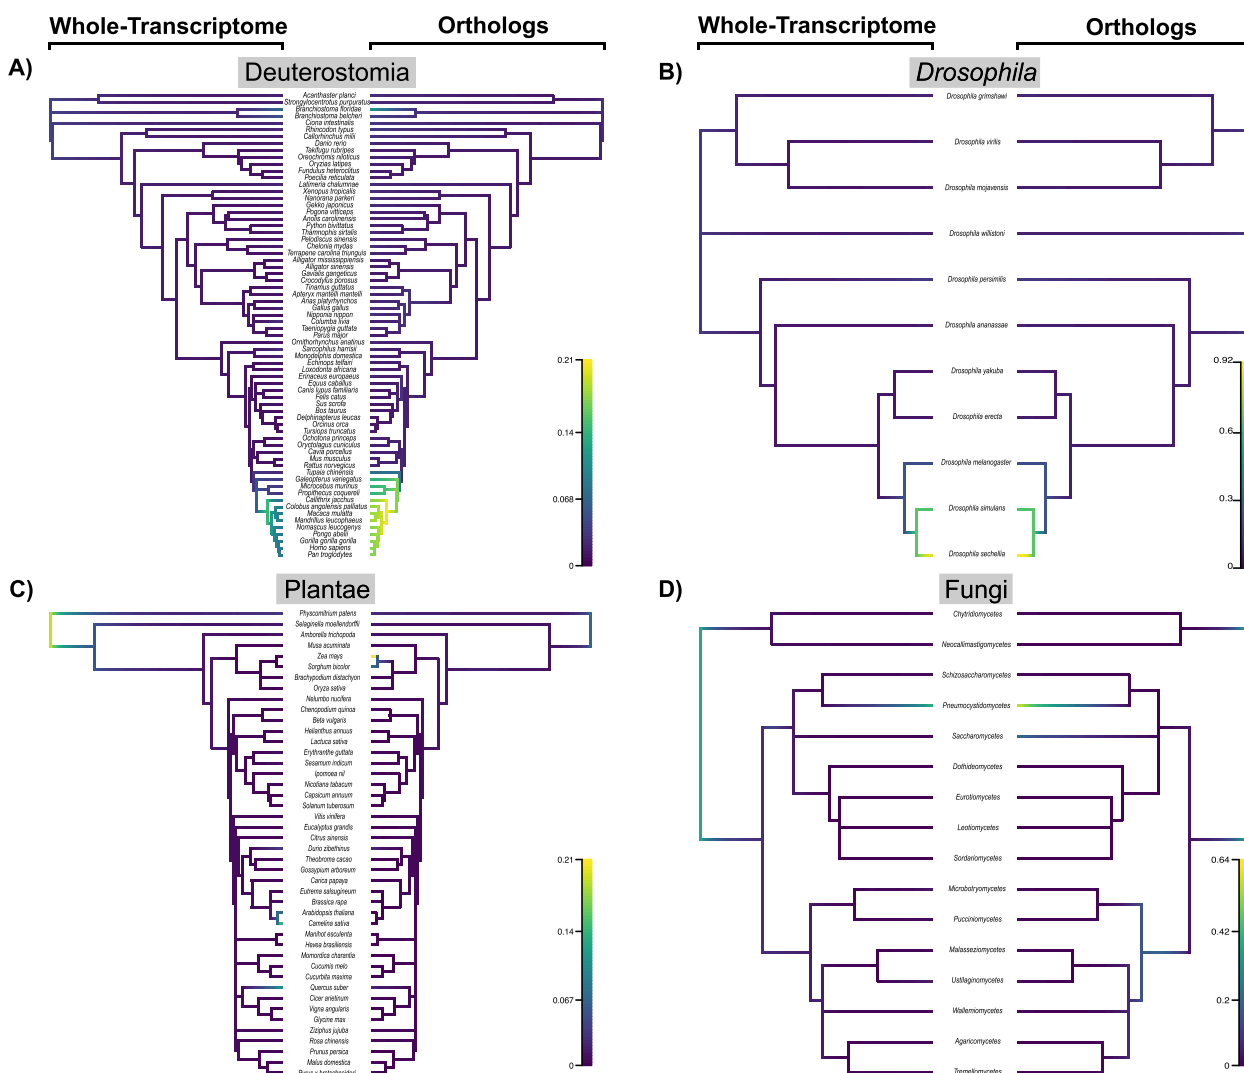 Whole-Transcriptome
Orthologs
Whole-Transcriptome
Orthologs
A)
Deuterostomia
Acanthaster planci
Strongylocentrotus purpuratus
Branchiostoma floridae
Branchiostoma belcheri
Ciona intestinalis
Rhincodon typus
Callorhinchus milii
Danio rerio
Takifugu rubripes
Oreochromis niloticus
Oryzias latipes
Fundulus heteroclitus
Poecilia reticulata
Latimeria chalumnae
Xenopus tropicalis
Nanorana parkeri
Gekko japonicus
Pogona vitticeps
Anolis carolinensis
Python bivittatus
Thamnophis sirtalis
Pelodiscus sinensis
Chelonia mydas
Terrapene carolina triunguis
Alligator mississippiensis
Alligator sinensis
Gavialis gangeticus
Crocodylus porosus
Tinamus guttatus
Apteryx mantelli mantelli
Anas platyrhynchos
Gallus gallus
Nipponia nippon
Columba livia
Taeniopygia guttata
Parus major
Ornithorhynchus anatinus
Sarcophilus harrisii
Monodelphis domestica
Echinops telfairi
Loxodonta africana
Erinaceus europaeus
Equus caballus
Canis lupus familiaris
Felis catus
Sus scrofa
Bos taurus
Delphinapterus leucas
Orcinus orca
Tursiops truncatus
Ochotona princeps
Oryctolagus cuniculus
Cavia porcellus
Mus musculus
Rattus norvegicus
Tupaia chinensis
Galeopterus variegatus
Microcebus murinus
Propithecus coquereli
Callithrix jacchus
Colobus angolensis palliatus
Macaca mulatta
Mandrillus leucophaeus
Nomascus leucogenys
Pongo abelii
Gorilla gorilla gorilla
Homo sapiens
Pan troglodytes
0.21
0.14
0.068
0
B)
Drosophila
Drosophila grimshawi
Drosophila virilis
Drosophila mojavensis
Drosophila willistoni
Drosophila persimilis
Drosophila ananassae
Drosophila yakuba
Drosophila erecta
Drosophila melanogaster
Drosophila simulans
Drosophila sechellia
0.92
0.6
0.3
0
C)
Plantae
Physcomitrium patens
Selaginella moellendorffii
Amborella trichopoda
Musa acuminata
Zea mays
Sorghum bicolor
Brachypodium distachyon
Oryza sativa
Nelumbo nucifera
Chenopodium quinoa
Beta vulgaris
Helianthus annuus
Lactuca sativa
Erythranthe guttata
Sesamum indicum
Ipomoea nil
Nicotiana tabacum
Capsicum annuum
Solanum tuberosum
Vitis vinifera
Eucalyptus grandis
Citrus sinensis
Durio zibethinus
Theobroma cacao
Gossypium arboreum
Carica papaya
Eutrema salsugineum
Brassica rapa
Arabidopsis thaliana
Camelina sativa
Manihot esculenta
Hevea brasiliensis
Momordica charantia
Cucumis melo
Cucurbita maxima
Quercus suber
Cicer arietinum
Vigna angularis
Glycine max
Ziziphus jujuba
Rosa chinensis
Prunus persica
Malus domestica
0.21
0.14
0.067
0
D)
Fungi
Chytridiomycetes
Neocallimastigomycetes
Schizosaccharomycetes
Pneumocystidomycetes
Saccharomycetes
Dothideomycetes
Eurotiomycetes
Leotiomycetes
Sordariomycetes
Microbotryomycetes
Pucciniomycetes
Malasseziomycetes
Ustilaginomycetes
Wallemiomycetes
Agaricomycetes
Tremellomycetes
0.64
0.42
0.2
0